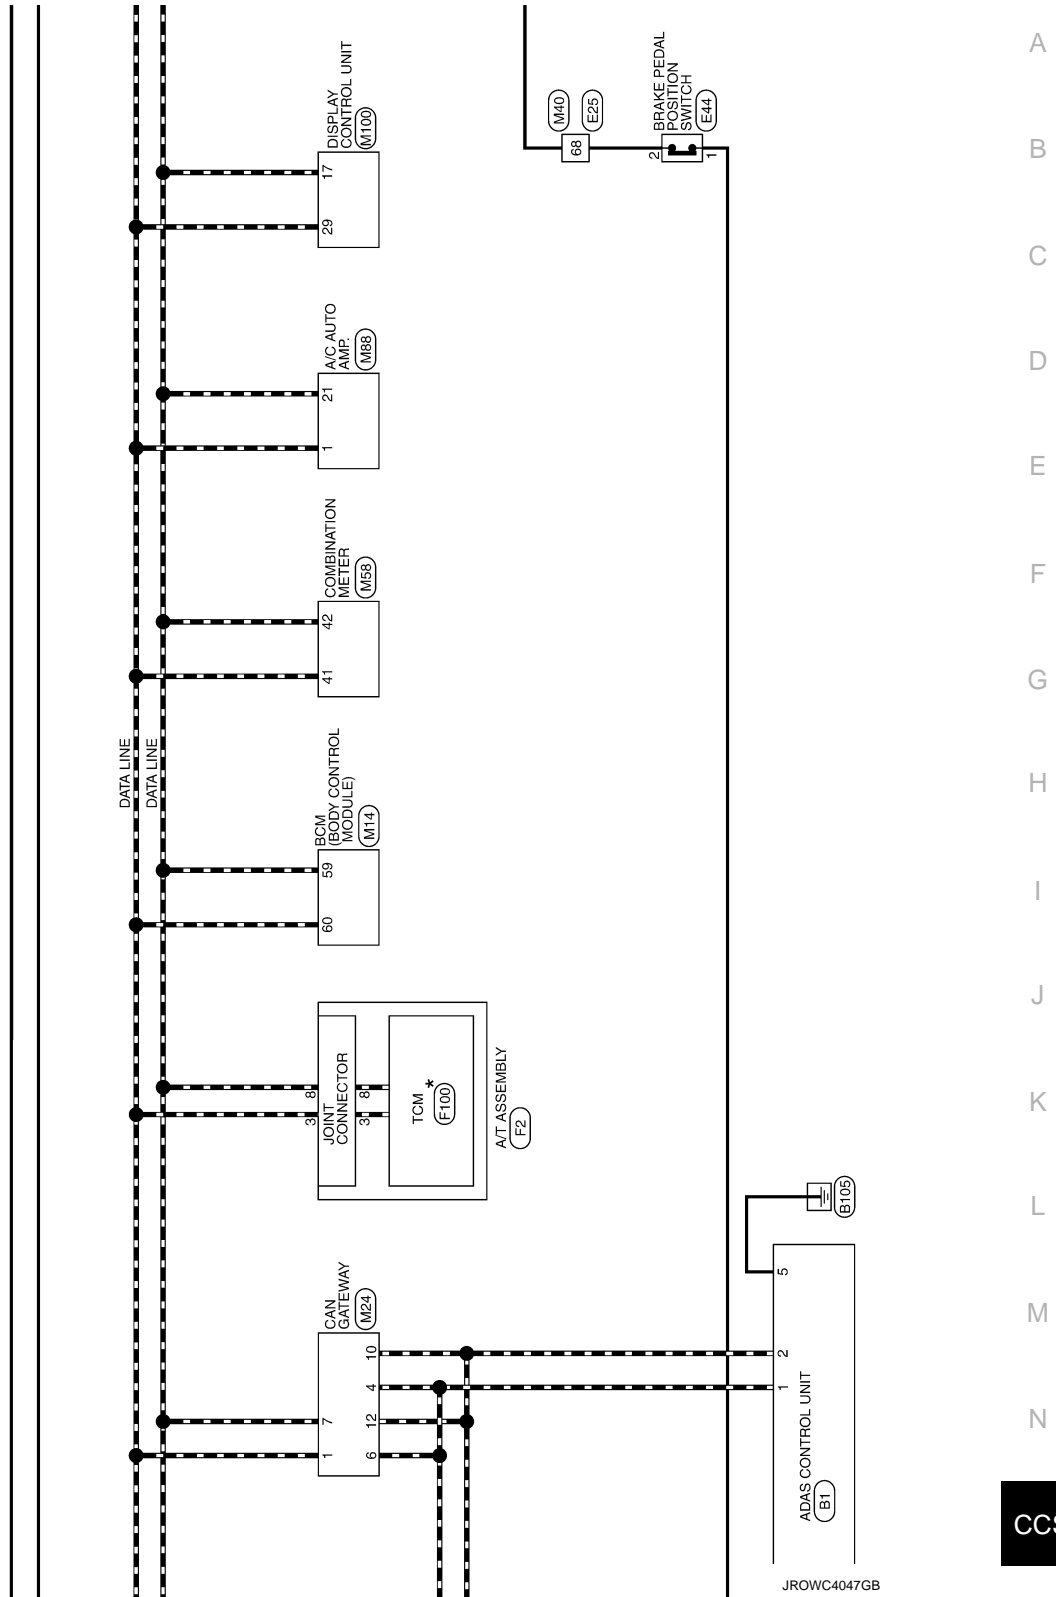 A
B
C
D
E
F
G
H
I
J
K
L
M
N
CCS
DISPLAY
CONTROL UNIT
M100
17
29
M40
E25
68
BRAKE PEDAL
POSITION
SWITCH
E44
2
1
A/C AUTO
AMP.
M88
21
1
COMBINATION
METER
M58
42
41
DATA LINE
DATA LINE
BCM
(BODY CONTROL
MODULE)
M14
59
60
JOINT
CONNECTOR
8
3
8
3
TCM *
F100
A/T ASSEMBLY
F2
CAN
GATEWAY
M24
7
1
10
4
12
6
B105
5
2
1
ADAS CONTROL UNIT
B1
JROWC4047GB